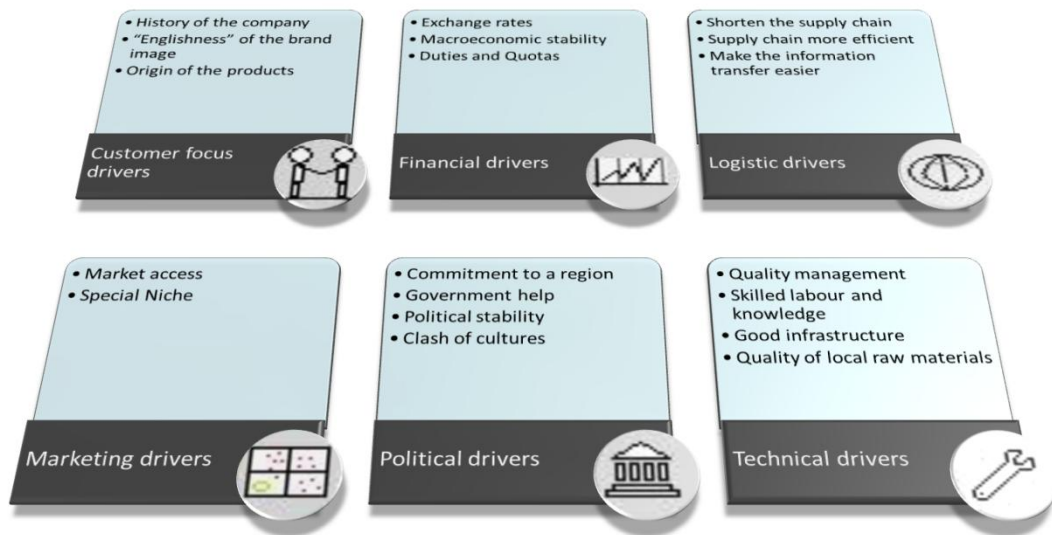 • History of the company
• “Englishness” of the brand
image
• Origin of the products
Customer focus
drivers
• Exchange rates
• Macroeconomic stability
• Duties and Quotas
Financial drivers
• Shorten the supply chain
• Supply chain more efficient
• Make the information
transfer easier
Logistic drivers
• Market access
• Special Niche
Marketing drivers
• Commitment to a region
• Government help
• Political stability
• Clash of cultures
Political drivers
• Quality management
• Skilled labour and
knowledge
• Good infrastructure
• Quality of local raw materials
Technical drivers